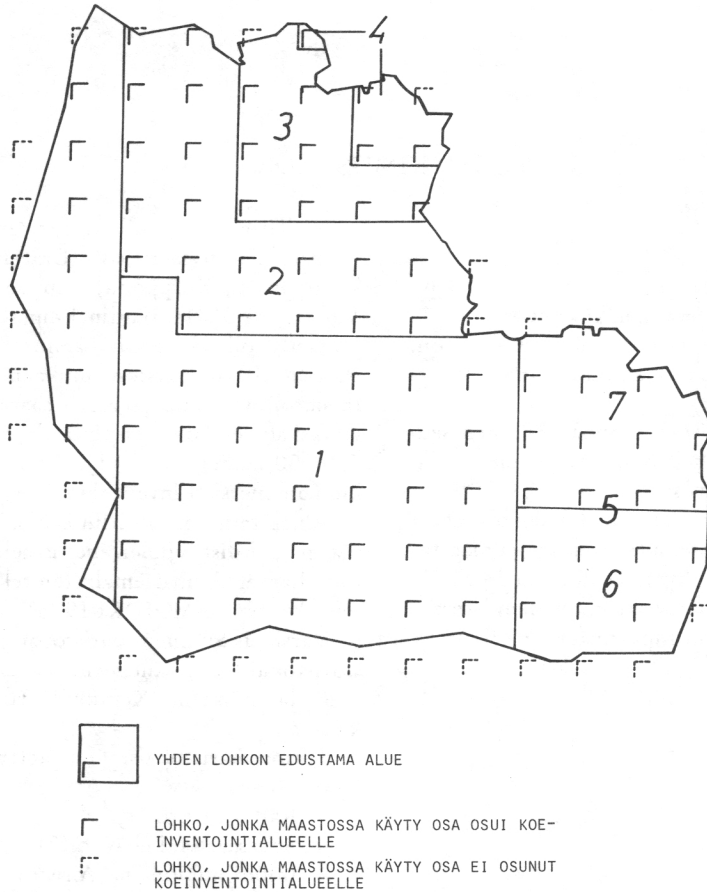 4
3
2
7
1
5
6
YHDEN LOHKON EDUSTAMA ALUE
LOHKO, JONKA MAASTOSSA KÄYTY OSA OSUI KOE-
INVENTOINTIALUEELLE
LOHKO, JONKA MAASTOSSA KÄYTY OSA EI OSUNUT
KOEINVENTOINTIALUEELLE